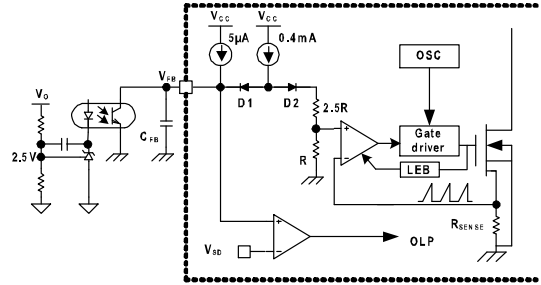 Vcc Vcc
5µA 0.4mA
OSC
VFB
D1 D2
VO
2.5R
CFB
Gate
driver
2.5V
R
LEB
RSENSE
VSD
OLP
+
-
+
-